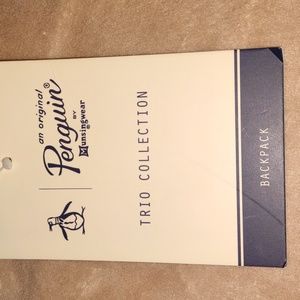 an original
Penguin®
BY
Munsingwear
TRIO COLLECTION
BACKPACK